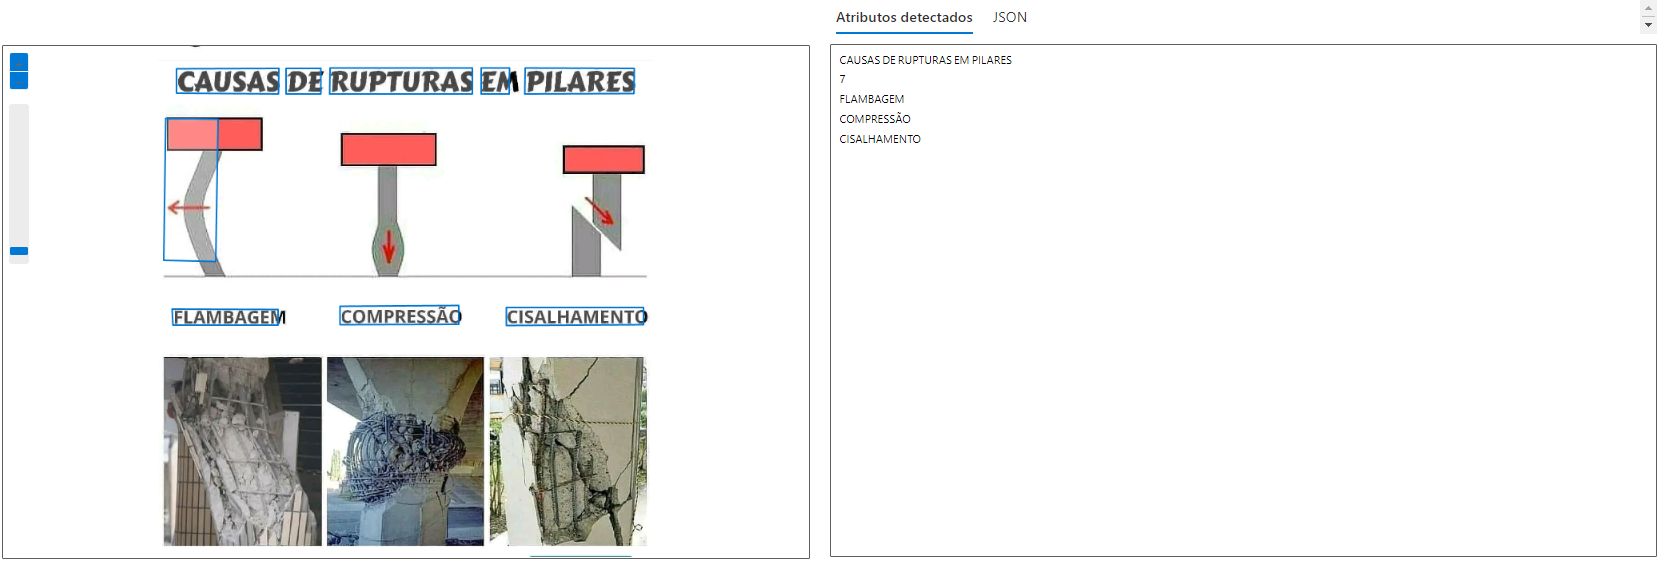 Atributos detectados JSON
CAUSAS DE RUPTURAS EM PILARES
FLAMBAGEM COMPRESSÃO CISALHAMENTO
CAUSAS DE RUPTURAS EM PILARES
7
FLAMBAGEM
COMPRESSÃO
CISALHAMENTO